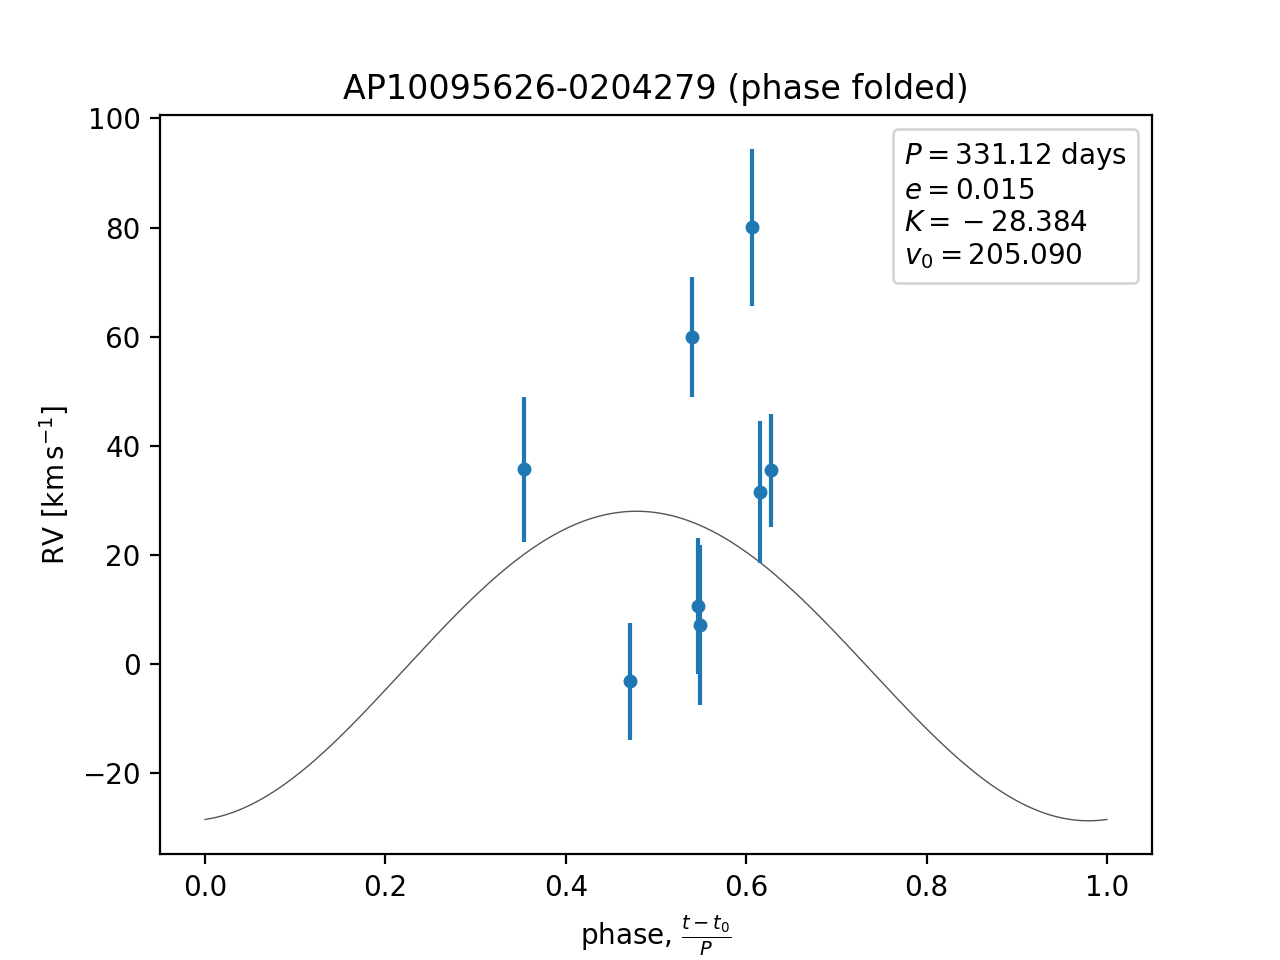 AP10095626-0204279 (phase folded)
100
80
60
40
20
0
−20
RV [km s⁻¹]
P = 331.12 days
e = 0.015
K = −28.384
v₀ = 205.090
0.0 0.2 0.4 0.6 0.8 1.0
phase, (t − t₀)/P